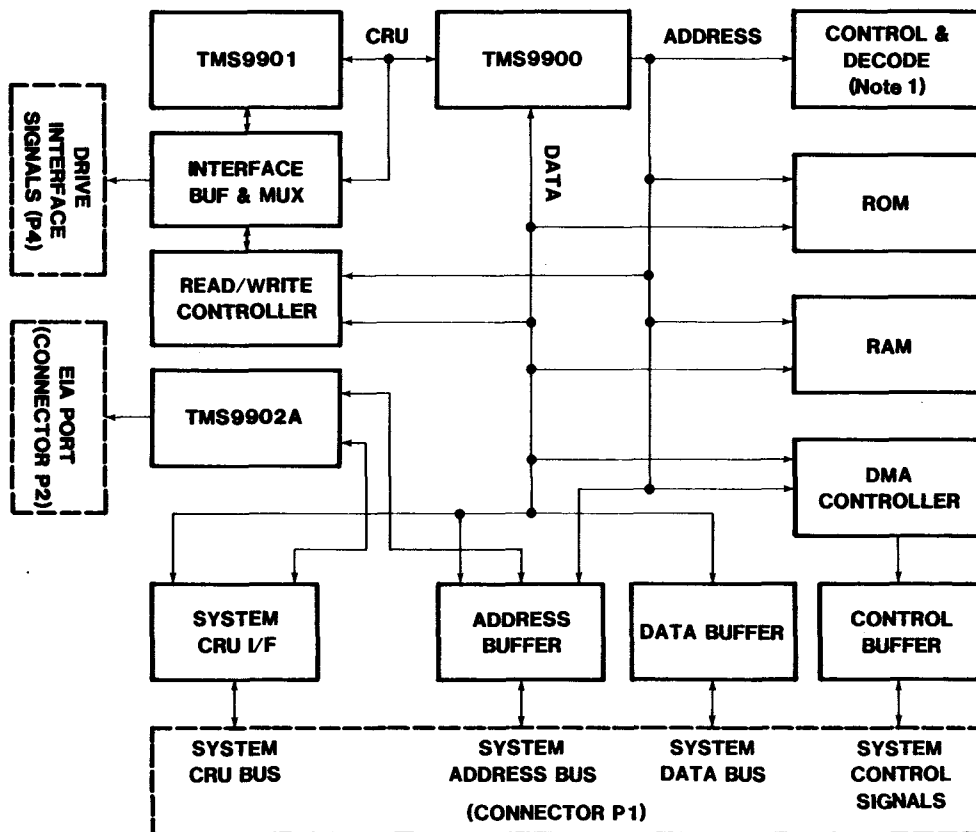 TMS9901
CRU
TMS9900
ADDRESS
CONTROL &
DECODE
(Note 1)
DRIVE
INTERFACE
SIGNALS (P4)
INTERFACE
BUF & MUX
DATA
ROM
READ/WRITE
CONTROLLER
RAM
EIA PORT
(CONNECTOR P2)
TMS9902A
DMA
CONTROLLER
SYSTEM
CRU I/F
ADDRESS
BUFFER
DATA BUFFER
CONTROL
BUFFER
SYSTEM
CRU BUS
SYSTEM
ADDRESS BUS
SYSTEM
DATA BUS
SYSTEM
CONTROL
SIGNALS
(CONNECTOR P1)